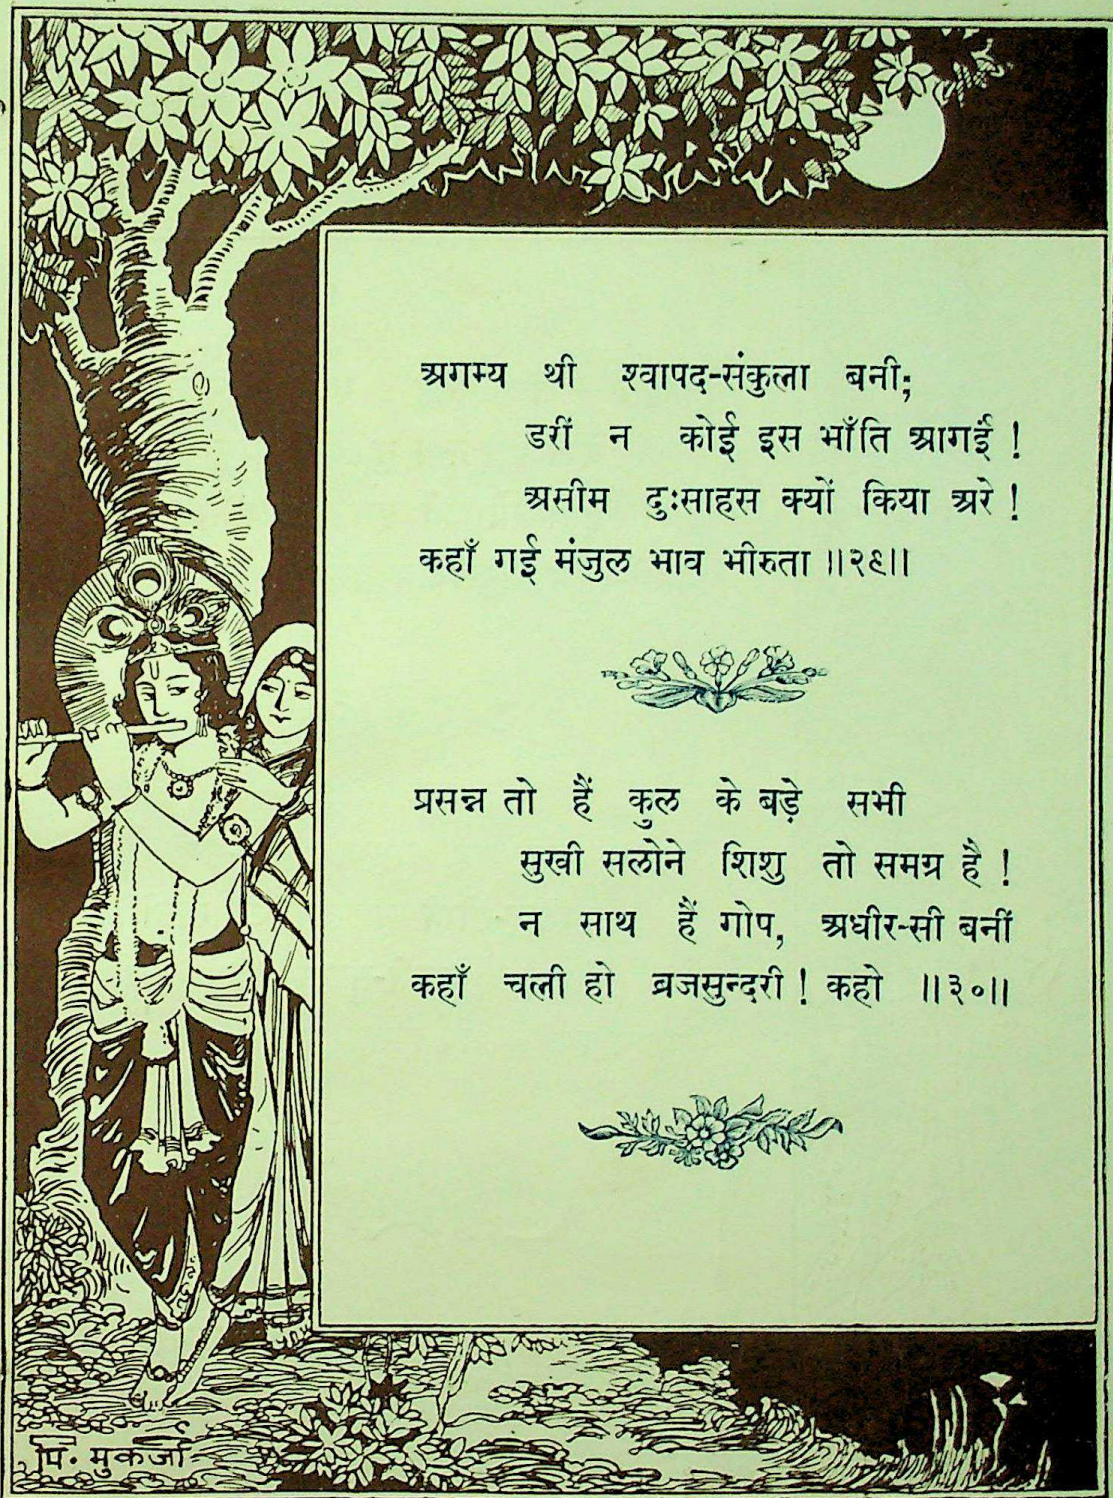 अगम्य थी श्वापद-संकुला बनी;
डरीं न कोई इस भाँति आगईं !
असीम दुःसाहस क्यों किया अरे !
कहाँ गई मंजुल भाव भीरुता ॥२९॥
प्रसन्न तो हैं कुल के बड़े सभी
सुखी सलोने शिशु तो समग्र है !
न साथ हैं गोप, अधीर-सी बनीं
कहाँ चली हो ब्रजसुन्दरी ! कहो ॥३०॥
पि. मुकर्जी